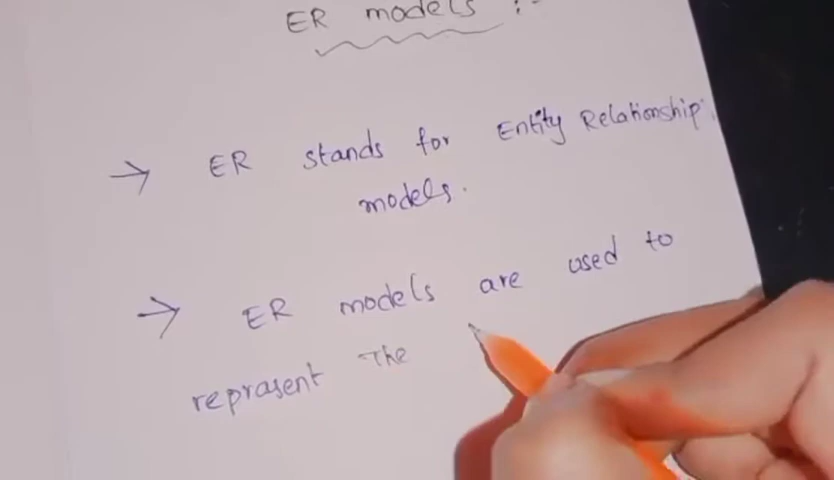 ER models :-
→ ER stands for Entity Relationship
models.
→ ER models are used to
reprasent the